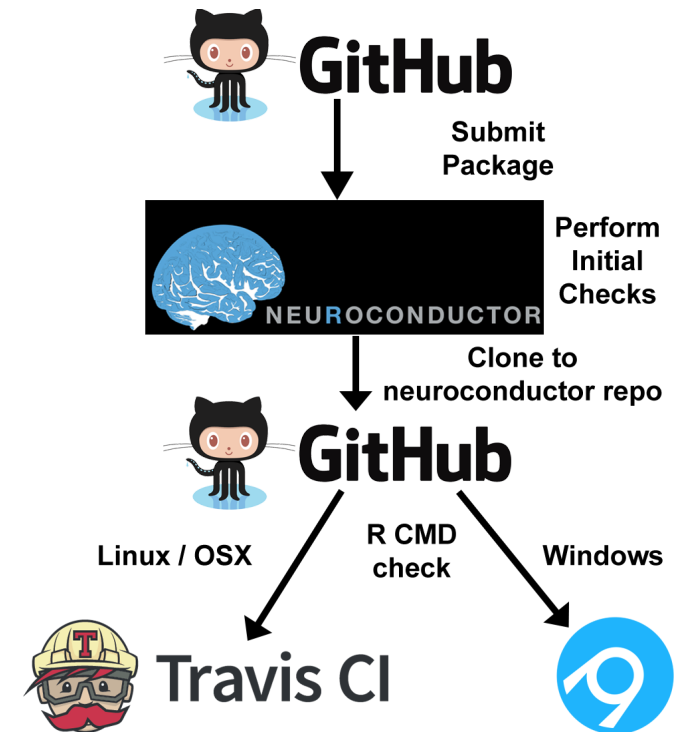 GitHub
Submit
Package
Perform
Initial
Checks
NEUROCONDUCTOR
Clone to
neuroconductor repo
GitHub
Linux / OSX
R CMD
check
Windows
T
Travis CI